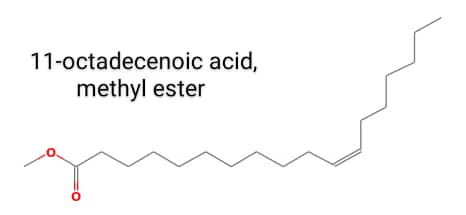 11-octadecenoic acid,
methyl ester
O
O